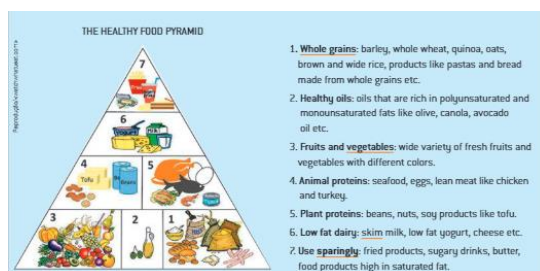 THE HEALTHY FOOD PYRAMID
7
6
Yogurt
4
Tofu
5
3
2
1
1. Whole grains: barley, whole wheat, quinoa, oats,
brown and wide rice, products like pastas and bread
made from whole grains etc.
2. Healthy oils: oils that are rich in polyunsaturated and
monounsaturated fats like olive, canola, avocado
oil etc.
3. Fruits and vegetables: wide variety of fresh fruits and
vegetables with different colors.
4. Animal proteins: seafood, eggs, lean meat like chicken
and turkey.
5. Plant proteins: beans, nuts, soy products like tofu.
6. Low fat dairy: skim milk, low fat yogurt, cheese etc.
7. Use sparingly: fried products, sugary drinks, butter,
food products high in saturated fat.